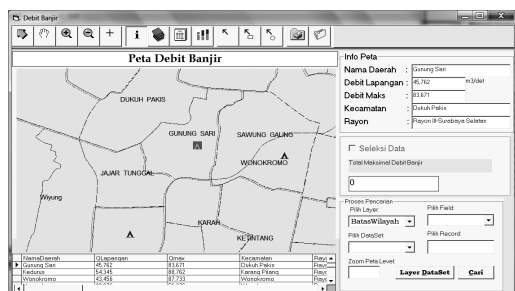 Debit Banjir
Peta Debit Banjir
DUKUH PAKIS
GUNUNG SARI
SAWUNG GALING
WONOKROMO
JAJAR TUNGGAL
Wiyung
KARAH
KETINTANG
NamaDaerah QLapangan Qmax Kecamatan
Gunung Sari 45,762 83,671 Dukuh Pakis
Kedurus 54,345 88,762 Karang Pilang
Wonokromo 43,456 87,733 Wonokromo
Info Peta
Nama Daerah : Gunung Sari
Debit Lapangan : 45,762 m3/det
Debit Maks : 83,671
Kecamatan : Dukuh Pakis
Rayon : Rayon III-Surabaya Selatan
Seleksi Data
Total Maksimal Debit Banjir
0
Proses Pencarian
Pilih Layer: Pilih Field:
BatasWilayah
Pilih DataSet Pilih Record:
Zoom Peta Level:
Layer DataSet Cari